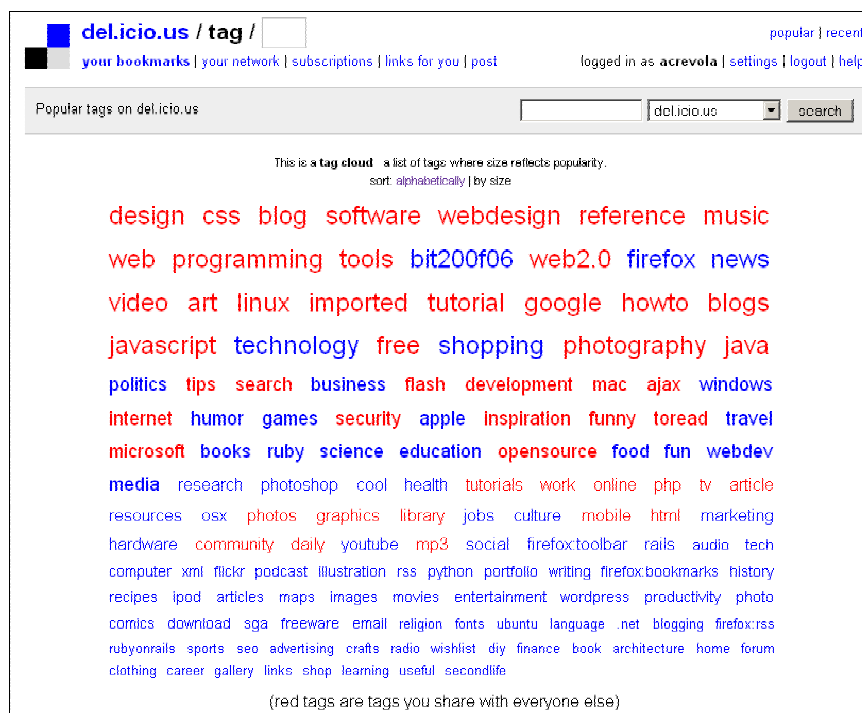 del.icio.us / tag /
popular | recent
your bookmarks | your network | subscriptions | links for you | post
logged in as acrevola | settings | logout | help
Popular tags on del.icio.us
del.icio.us
search
This is a tag cloud a list of tags where size reflects popularity.
sort: alphabetically | by size
design css blog software webdesign reference music
web programming tools bit200f06 web2.0 firefox news
video art linux imported tutorial google howto blogs
javascript technology free shopping photography java
politics tips search business flash development mac ajax windows
internet humor games security apple inspiration funny toread travel
microsoft books ruby science education opensource food fun webdev
media research photoshop cool health tutorials work online php tv article
resources osx photos graphics library jobs culture mobile html marketing
hardware community daily youtube mp3 social firefox:toolbar rails audio tech
computer xml flickr podcast illustration rss python portfolio writing firefox:bookmarks history
recipes ipod articles maps images movies entertainment wordpress productivity photo
comics download sga freeware email religion fonts ubuntu language .net blogging firefox:rss
rubyonrails sports seo advertising crafts radio wishlist diy finance book architecture home forum
clothing career gallery links shop learning useful secondlife
(red tags are tags you share with everyone else)